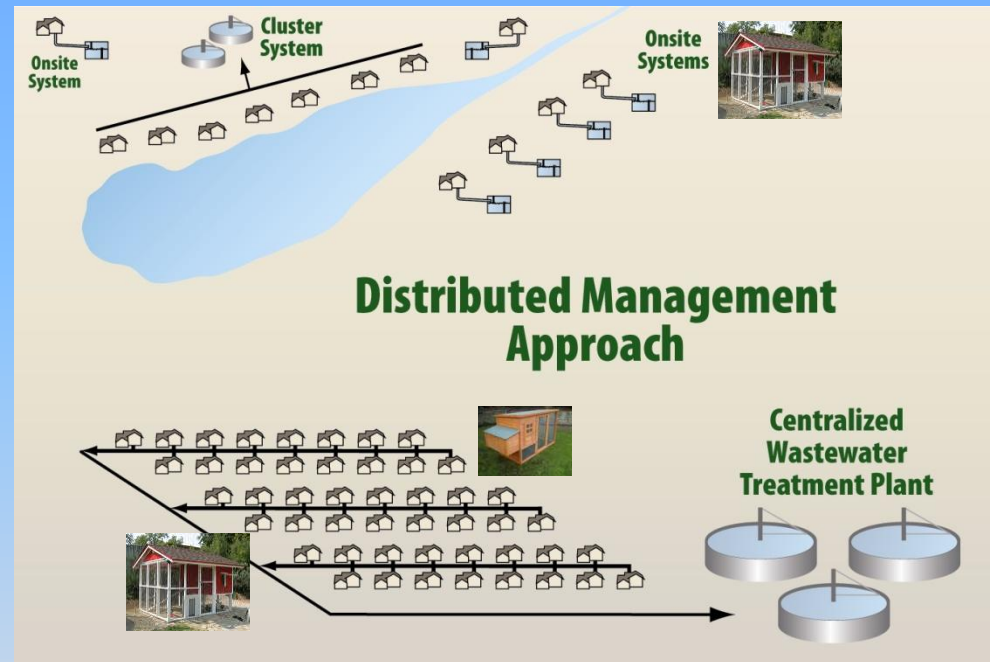 Onsite
System
Cluster
System
Onsite
Systems
Distributed Management
Approach
Centralized
Wastewater
Treatment Plant